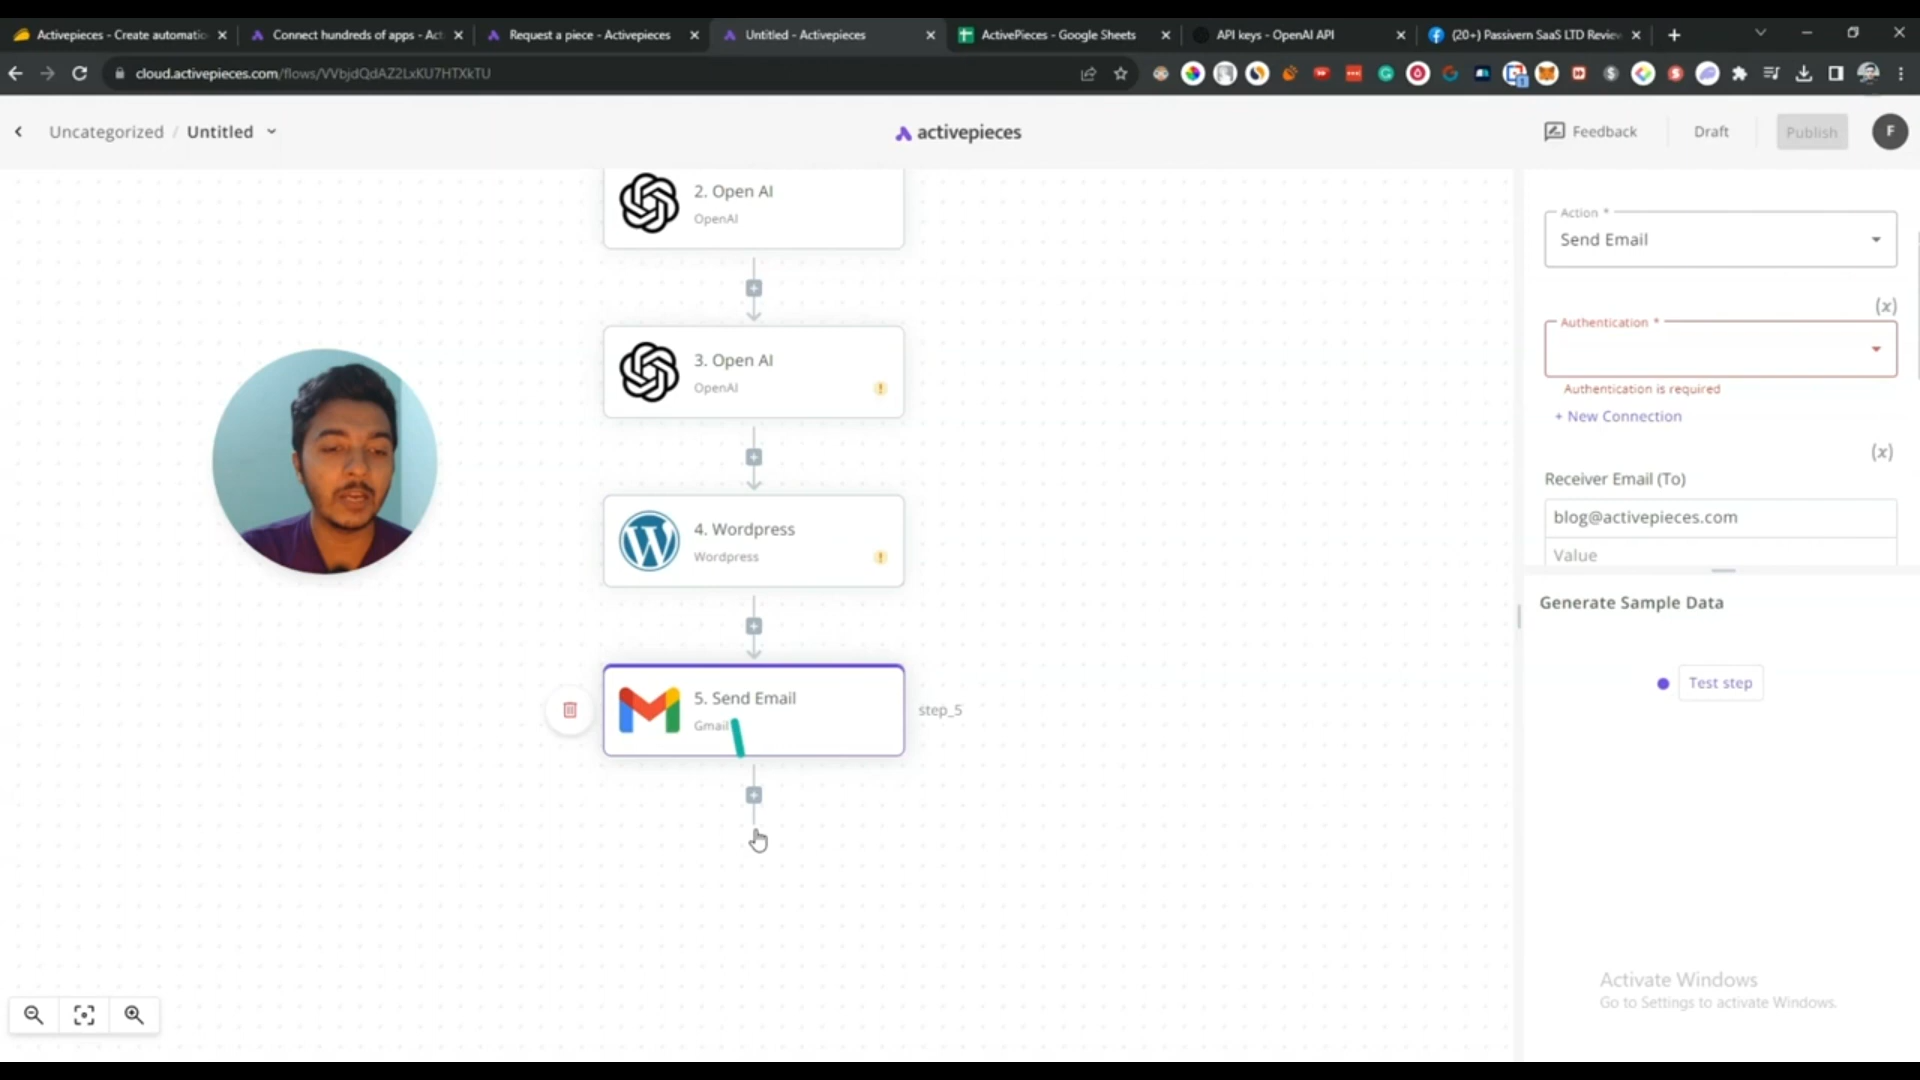 Activepieces - Create automatio
Connect hundreds of apps - Act
Request a piece - Activepieces
Untitled - Activepieces
ActivePieces - Google Sheets
API keys - OpenAI API
(20+) Passivern SaaS LTD Review
cloud.activepieces.com/flows/VVbjdQdAZ2LxKU7HTXkTU
Uncategorized / Untitled
activepieces
Feedback
Draft
Publish
F
2. Open AI
OpenAI
3. Open AI
OpenAI
4. Wordpress
Wordpress
5. Send Email
Gmail
step_5
Action *
Send Email
(x)
Authentication *
Authentication is required
+ New Connection
(x)
Receiver Email (To)
blog@activepieces.com
Value
Generate Sample Data
Test step
Activate Windows
Go to Settings to activate Windows.